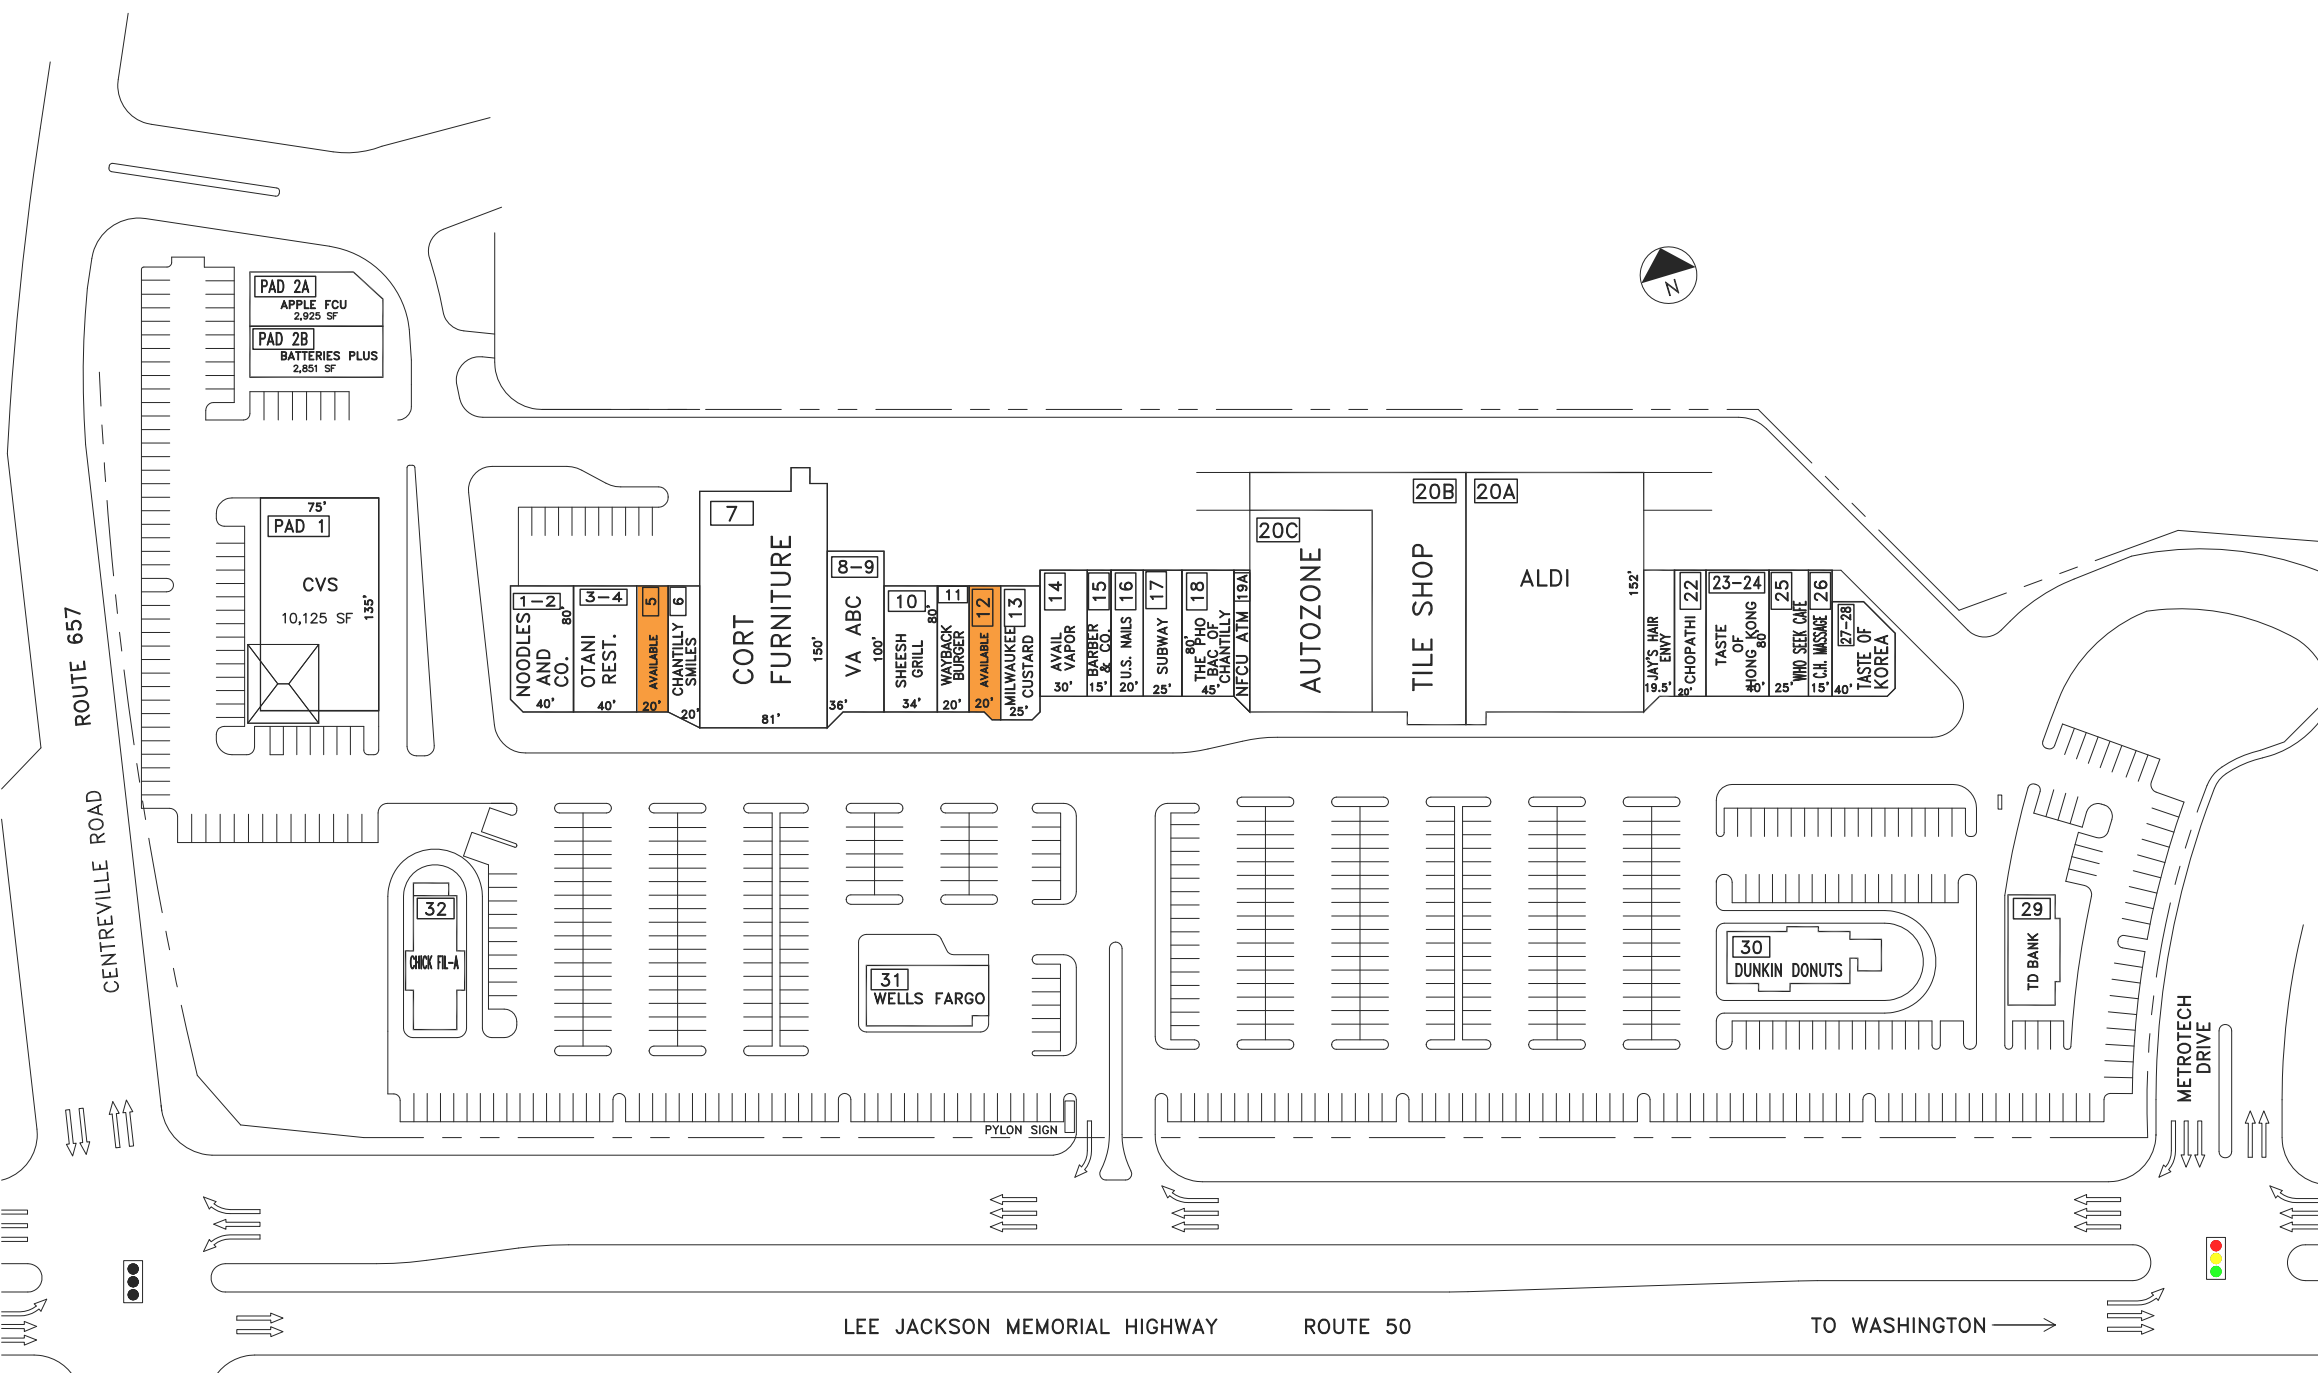 PAD 2A
APPLE FCU
2,925 SF
PAD 2B
BATTERIES PLUS
2,851 SF
N
75'
PAD 1
CVS
10,125 SF
135'
ROUTE 657
CENTREVILLE ROAD
1-2
80'
NOODLES
AND
CO.
40'
3-4
OTANI
REST.
40'
5
AVAILABLE
20'
6
CHANTILLY
SMILES
20'
7
CORT
FURNITURE
150'
81'
8-9
VA ABC
100'
36'
10
80'
SHEESH
GRILL
34'
11
WAYBACK
BURGER
20'
12
AVAILABLE
20'
13
MILWAUKEE
CUSTARD
25'
14
AVAIL
VAPOR
30'
15
BARBER
& CO.
15'
16
U.S. NAILS
20'
17
SUBWAY
25'
18
80'
THE PHO
BAC OF
CHANTILLY
45'
19A
NFCU ATM
20C
AUTOZONE
20B
TILE SHOP
20A
ALDI
152'
JAY'S HAIR
ENVY
19.5'
22
CHOPATHI
20'
23-24
TASTE
OF
HONG KONG
80'
40'
25
WHO SEEK CAFE
25'
26
C.H. MASSAGE
15'
27-28
TASTE OF
KOREA
40'
32
CHICK FIL-A
31
WELLS FARGO
30
DUNKIN DONUTS
29
TD BANK
METROTECH
DRIVE
PYLON SIGN
LEE JACKSON MEMORIAL HIGHWAY ROUTE 50
TO WASHINGTON